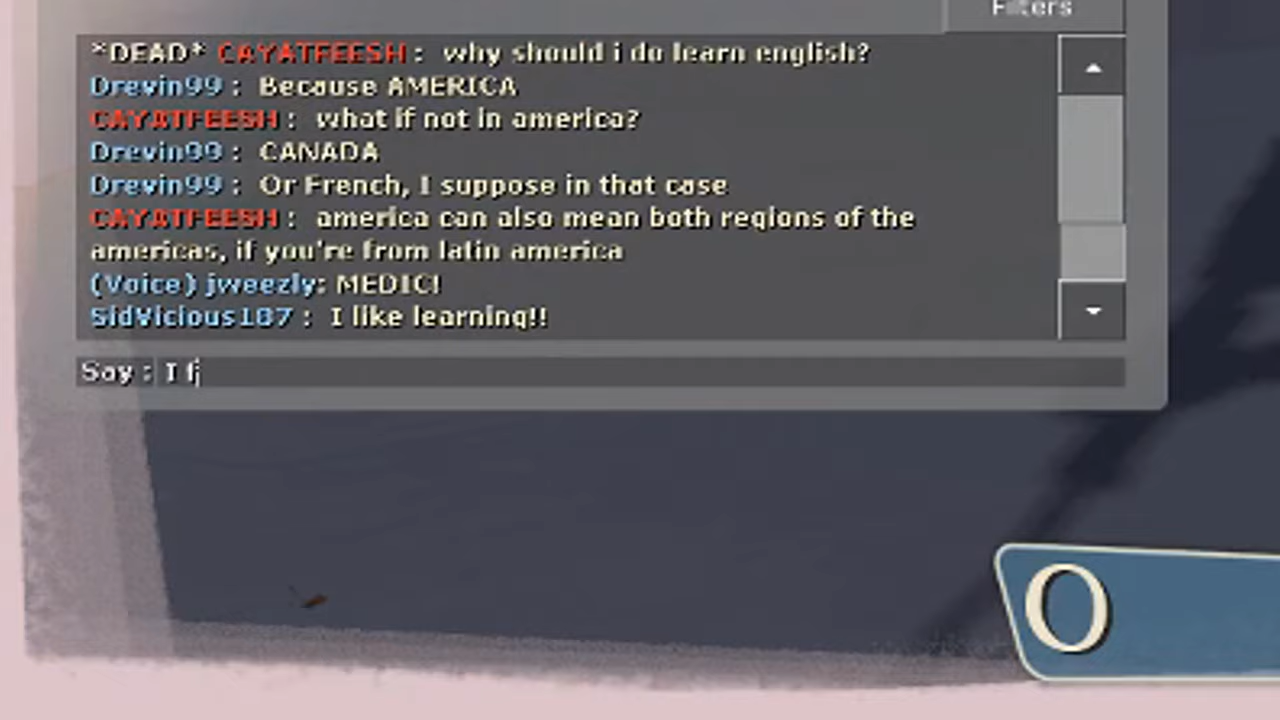 Filters
*DEAD* CAYATFEESH :  why should i do learn english?
Drevin99 :  Because AMERICA
CAYATFEESH :  what if not in america?
Drevin99 :  CANADA
Drevin99 :  Or French, I suppose in that case
CAYATFEESH :  america can also mean both regions of the
americas, if you're from latin america
(Voice) jweezly: MEDIC!
SidVicious187 :  I like learning!!
Say : I f
0